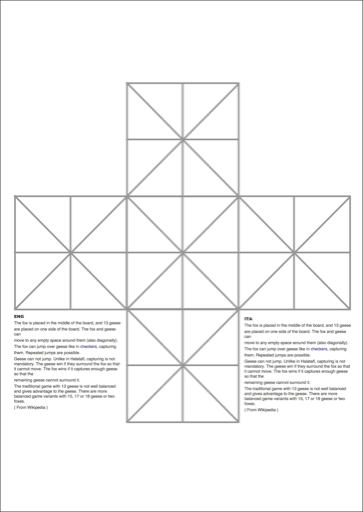 ENG
The fox is placed in the middle of the board, and 13 geese
are placed on one side of the board. The fox and geese
can
move to any empty space around them (also diagonally).
The fox can jump over geese like in checkers, capturing
them. Repeated jumps are possible.
Geese can not jump. Unlike in Halatafl, capturing is not
mandatory. The geese win if they surround the fox so that
it cannot move. The fox wins if it captures enough geese
so that the
remaining geese cannot surround it.
The traditional game with 13 geese is not well balanced
and gives advantage to the geese. There are more
balanced game variants with 15, 17 or 18 geese or two
foxes.
( From Wikipedia )
ITA
The fox is placed in the middle of the board, and 13 geese
are placed on one side of the board. The fox and geese
can
move to any empty space around them (also diagonally).
The fox can jump over geese like in checkers, capturing
them. Repeated jumps are possible.
Geese can not jump. Unlike in Halatafl, capturing is not
mandatory. The geese win if they surround the fox so that
it cannot move. The fox wins if it captures enough geese
so that the
remaining geese cannot surround it.
The traditional game with 13 geese is not well balanced
and gives advantage to the geese. There are more
balanced game variants with 15, 17 or 18 geese or two
foxes.
( From Wikipedia )